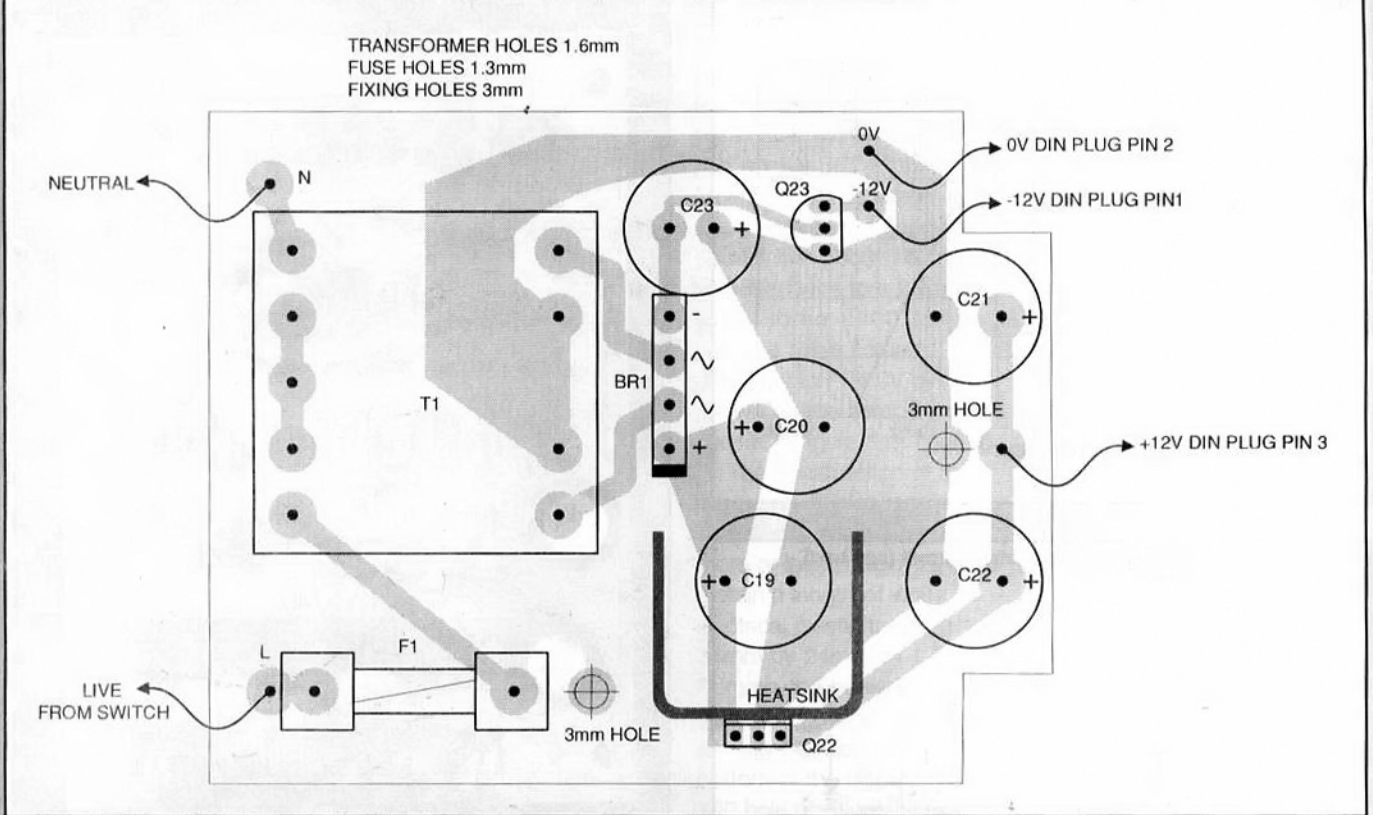 TRANSFORMER HOLES 1.6mm
FUSE HOLES 1.3mm
FIXING HOLES 3mm
0V
0V DIN PLUG PIN 2
NEUTRAL
N
C23
+
Q23
-12V
-12V DIN PLUG PIN1
C21
+
-
BR1
T1
+
+
C20
3mm HOLE
+12V DIN PLUG PIN 3
+
C19
C22
+
L
F1
LIVE
FROM SWITCH
HEATSINK
3mm HOLE
Q22